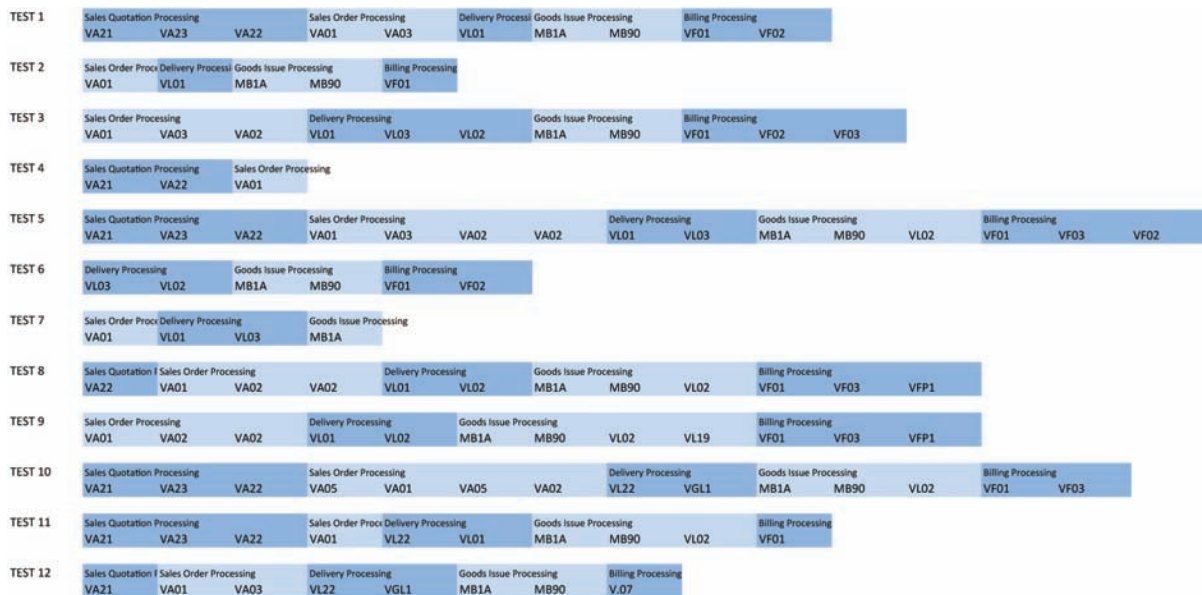 TEST 1 Sales Quotation Processing Sales Order Processing Delivery Processi Goods Issue Processing Billing Processing
VA21 VA23 VA22 VA01 VA03 VL01 MB1A MB90 VF01 VF02
TEST 2 Sales Order Proce Delivery Processi Goods Issue Processing Billing Processing
VA01 VL01 MB1A MB90 VF01
TEST 3 Sales Order Processing Delivery Processing Goods Issue Processing Billing Processing
VA01 VA03 VA02 VL01 VL03 VL02 MB1A MB90 VF01 VF02 VF03
TEST 4 Sales Quotation Processing Sales Order Processing
VA21 VA22 VA01
TEST 5 Sales Quotation Processing Sales Order Processing Delivery Processing Goods Issue Processing Billing Processing
VA21 VA23 VA22 VA01 VA03 VA02 VA02 VL01 VL03 MB1A MB90 VL02 VF01 VF03 VF02
TEST 6 Delivery Processing Goods Issue Processing Billing Processing
VL03 VL02 MB1A MB90 VF01 VF02
TEST 7 Sales Order Proce Delivery Processing Goods Issue Processing
VA01 VL01 VL03 MB1A
TEST 8 Sales Quotation P Sales Order Processing Delivery Processing Goods Issue Processing Billing Processing
VA22 VA01 VA02 VA02 VL01 VL02 MB1A MB90 VL02 VF01 VF03 VFP1
TEST 9 Sales Order Processing Delivery Processing Goods Issue Processing Billing Processing
VA01 VA02 VA02 VL01 VL02 MB1A MB90 VL02 VL19 VF01 VF03 VFP1
TEST 10 Sales Quotation Processing Sales Order Processing Delivery Processing Goods Issue Processing Billing Processing
VA21 VA23 VA22 VA05 VA01 VA05 VA02 VL22 VGL1 MB1A MB90 VL02 VF01 VF03
TEST 11 Sales Quotation Processing Sales Order Proce Delivery Processing Goods Issue Processing Billing Processing
VA21 VA23 VA22 VA01 VL22 VL01 MB1A MB90 VL02 VF01
TEST 12 Sales Quotation P Sales Order Processing Delivery Processing Goods Issue Processing Billing Processing
VA21 VA01 VA03 VL22 VGL1 MB1A MB90 V.07